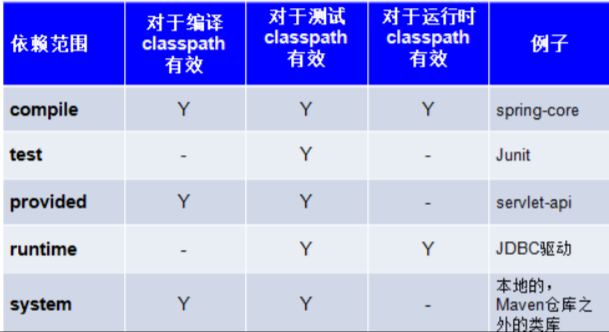 依赖范围
对于编译
classpath
有效
对于测试
classpath
有效
对于运行时
classpath
有效
例子
compile Y Y Y spring-core
test - Y - Junit
provided Y Y - servlet-api
runtime - Y Y JDBC驱动
system Y Y - 本地的，
Maven仓库之
外的类库